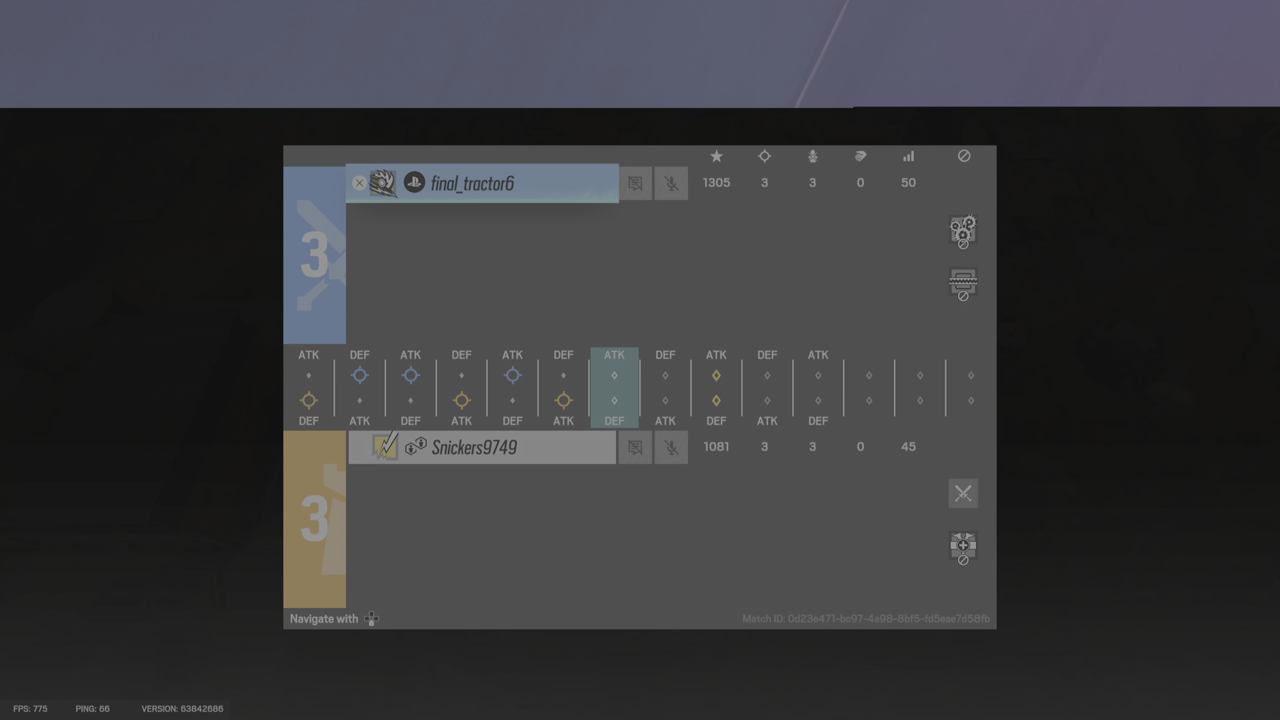 final_tractor6 1305 3 3 0 50
3
ATK DEF ATK DEF ATK DEF ATK DEF ATK DEF ATK
DEF ATK DEF ATK DEF ATK DEF ATK DEF ATK DEF
Snickers9749 1081 3 3 0 45
3
Navigate with
Match ID: 0d23e471-bc97-4a98-8bf5-fd5eae7d58fb
FPS: 775 PING: 66 VERSION: 63842686